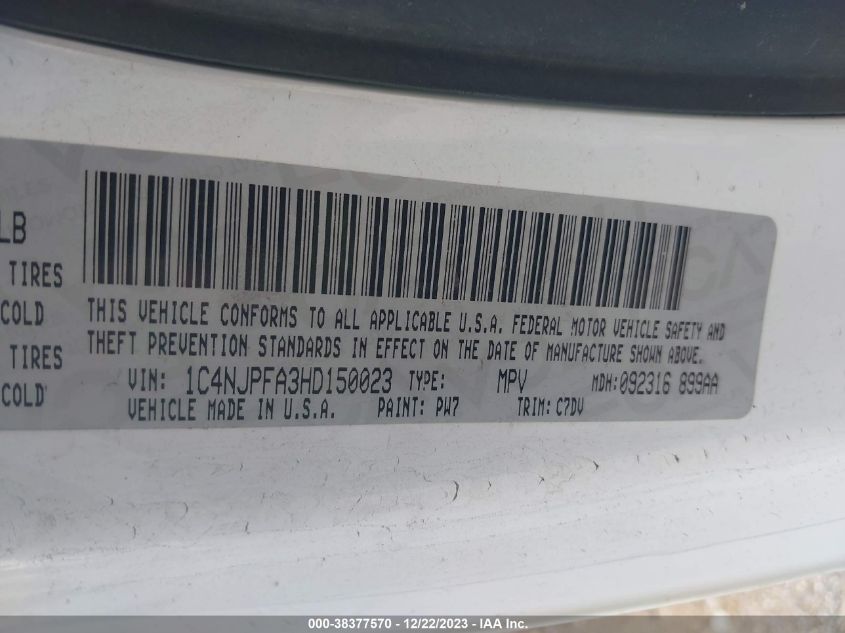 LB
TIRES
COLD
TIRES
COLD
THIS VEHICLE CONFORMS TO ALL APPLICABLE U.S.A. FEDERAL MOTOR VEHICLE SAFETY AND
THEFT PREVENTION STANDARDS IN EFFECT ON THE DATE OF MANUFACTURE SHOWN ABOVE.
VIN: 1C4NJPFA3HD150023 TYPE: MPV MDH:092316 899AA
VEHICLE MADE IN U.S.A. PAINT: PW7 TRIM: C7DV
000-38377570 - 12/22/2023 - IAA Inc.